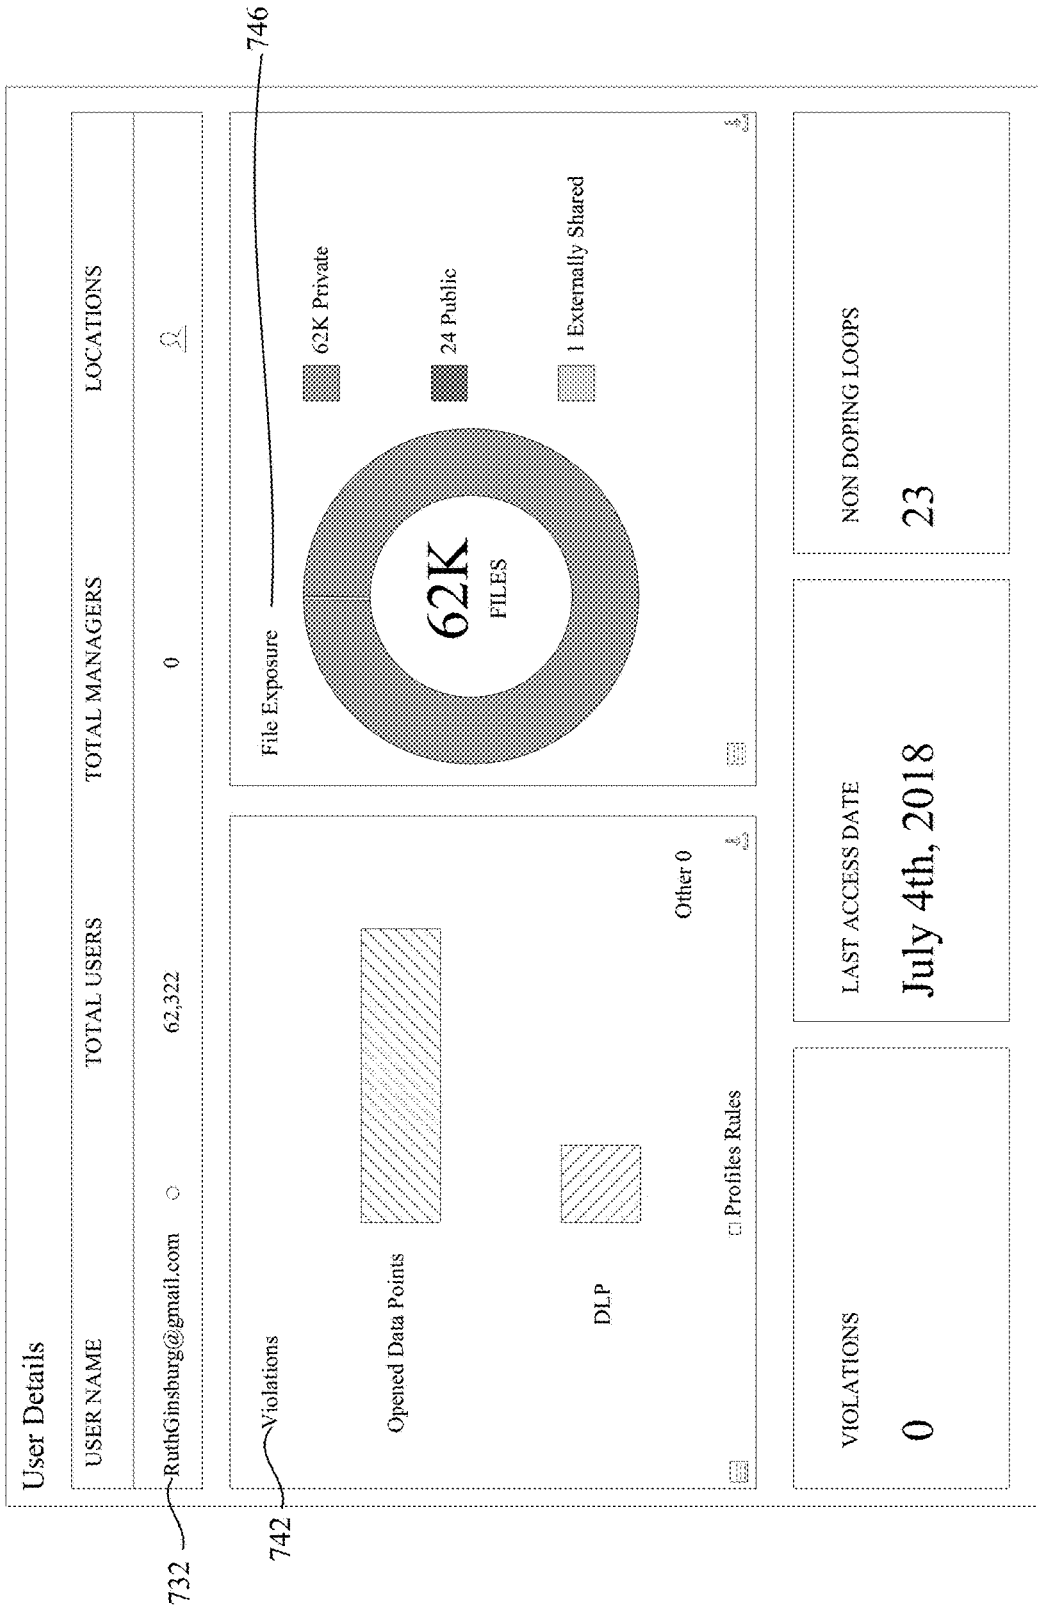 User Details
USER NAME TOTAL USERS TOTAL MANAGERS LOCATIONS
732 RuthGinsburg@gmail.com 62,322 0
742 Violations
Opened Data Points
DLP
Other 0
Profiles Rules
File Exposure 746
62K
FILES
62K Private
24 Public
1 Externally Shared
VIOLATIONS
0
LAST ACCESS DATE
July 4th, 2018
NON DOPING LOOPS
23